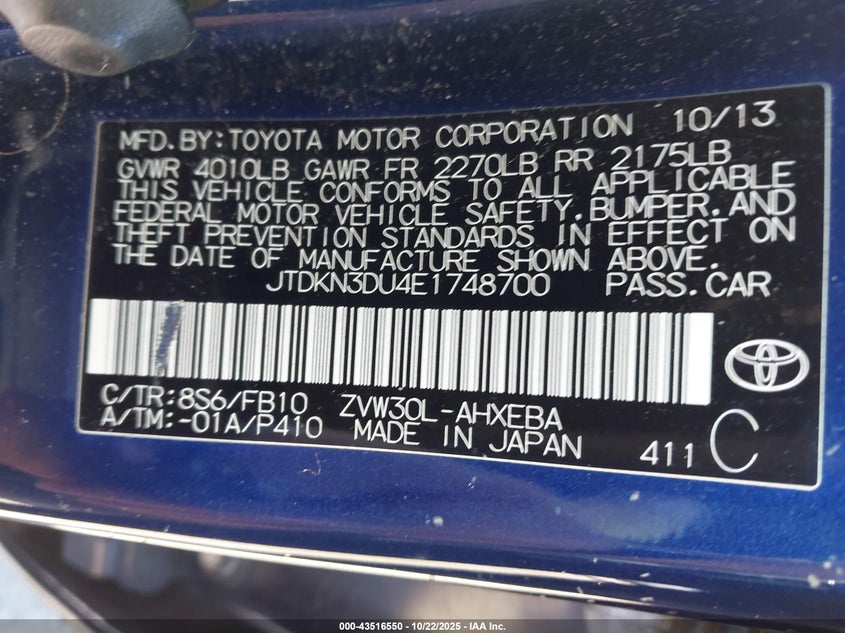 MFD.BY:TOYOTA MOTOR CORPORATION 10/13
GVWR 4010LB GAWR FR 2270LB RR 2175LB
THIS VEHICLE CONFORMS TO ALL APPLICABLE
FEDERAL MOTOR VEHICLE SAFETY,BUMPER,AND
THEFT PREVENTION STANDARDS IN EFFECT ON
THE DATE OF MANUFACTURE SHOWN ABOVE.
JTDKN3DU4E1748700 PASS.CAR
C/TR:8S6/FB10 ZVW30L-AHXEBA
A/TM:-01A/P410 MADE IN JAPAN 411 C
000-43516550 | 10/22/2025 | IAA Inc.